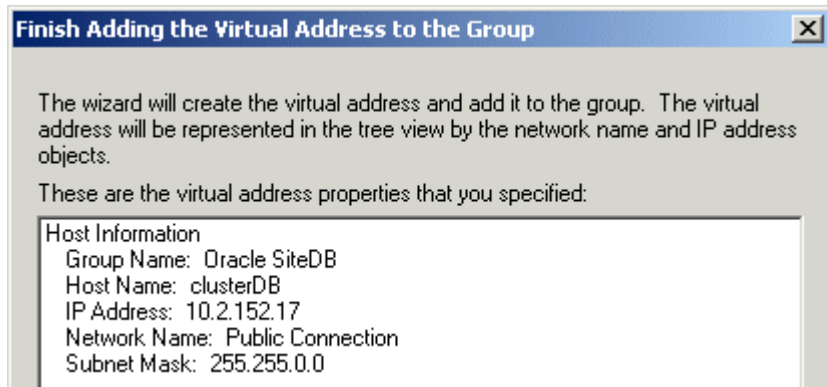 Finish Adding the Virtual Address to the Group
The wizard will create the virtual address and add it to the group. The virtual
address will be represented in the tree view by the network name and IP address
objects.
These are the virtual address properties that you specified:
Host Information
Group Name: Oracle SiteDB
Host Name: clusterDB
IP Address: 10.2.152.17
Network Name: Public Connection
Subnet Mask: 255.255.0.0